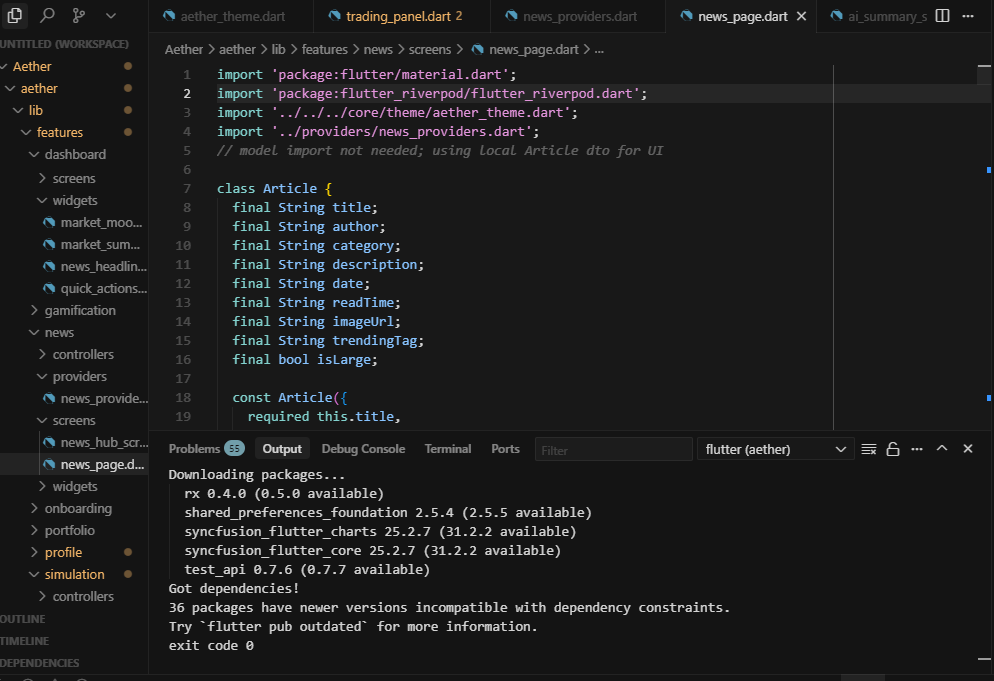 aether_theme.dart
trading_panel.dart 2
news_providers.dart
news_page.dart
ai_summary_s
UNTITLED (WORKSPACE)
Aether
aether
lib
features
dashboard
screens
widgets
market_moo...
market_sum...
news_headlin...
quick_actions...
gamification
news
controllers
providers
news_provide...
screens
news_hub_scr...
news_page.d...
widgets
onboarding
portfolio
profile
simulation
controllers
OUTLINE
TIMELINE
DEPENDENCIES
Aether > aether > lib > features > news > screens > news_page.dart > ...
1 import 'package:flutter/material.dart';
2 import 'package:flutter_riverpod/flutter_riverpod.dart';
3 import '../../../core/theme/aether_theme.dart';
4 import '../providers/news_providers.dart';
5 // model import not needed; using local Article dto for UI
6
7 class Article {
8 final String title;
9 final String author;
10 final String category;
11 final String description;
12 final String date;
13 final String readTime;
14 final String imageUrl;
15 final String trendingTag;
16 final bool isLarge;
17
18 const Article({
19 required this.title,
Problems 55 Output Debug Console Terminal Ports Filter flutter (aether)
Downloading packages...
rx 0.4.0 (0.5.0 available)
shared_preferences_foundation 2.5.4 (2.5.5 available)
syncfusion_flutter_charts 25.2.7 (31.2.2 available)
syncfusion_flutter_core 25.2.7 (31.2.2 available)
test_api 0.7.6 (0.7.7 available)
Got dependencies!
36 packages have newer versions incompatible with dependency constraints.
Try `flutter pub outdated` for more information.
exit code 0